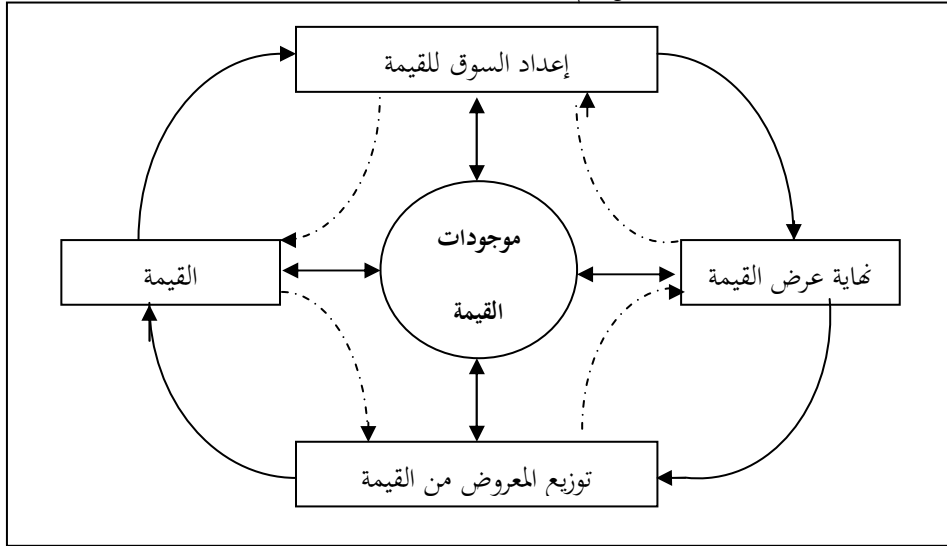 إعداد السوق للقيمة
موجودات
القيمة
القيمة
نهاية عرض القيمة
توزيع المعروض من القيمة